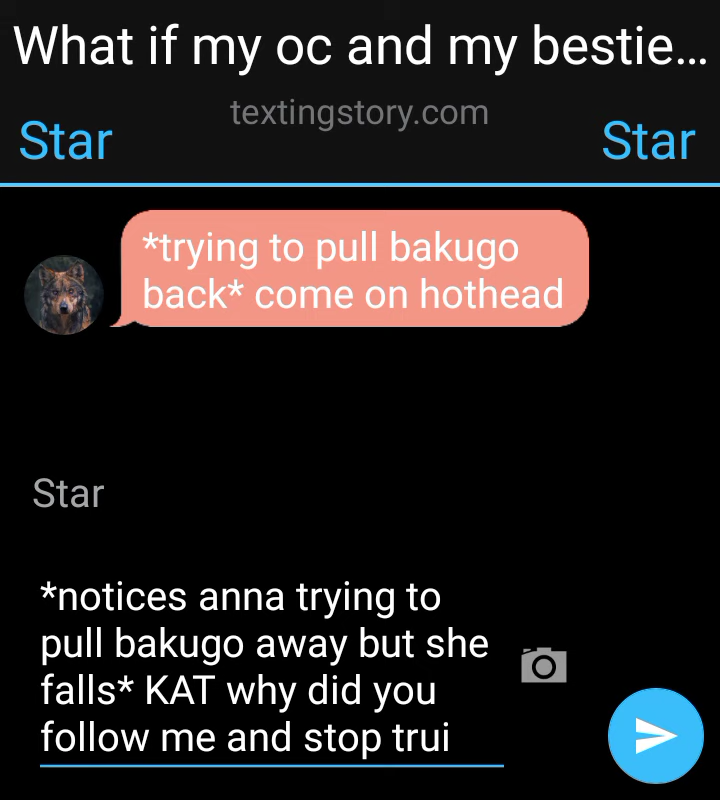 What if my oc and my bestie...
textingstory.com
Star
Star
*trying to pull bakugo
back* come on hothead
Star
*notices anna trying to
pull bakugo away but she
falls* KAT why did you
follow me and stop trui